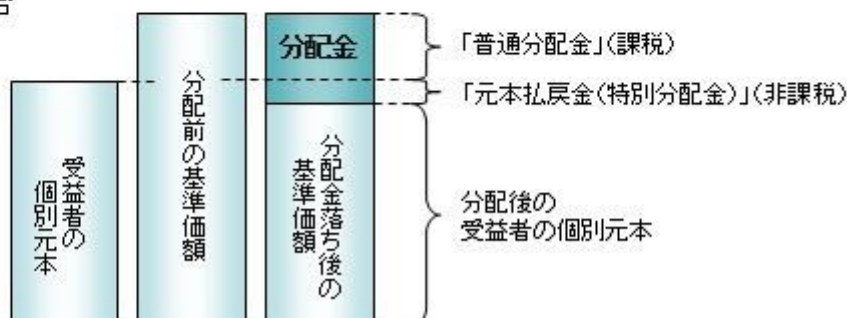 分配金
「普通分配金」(課税)
「元本払戻金(特別分配金)」(非課税)
受益者の
個別元本
分配前の基準価額
分配金落ち後の
基準価額
分配後の
受益者の個別元本